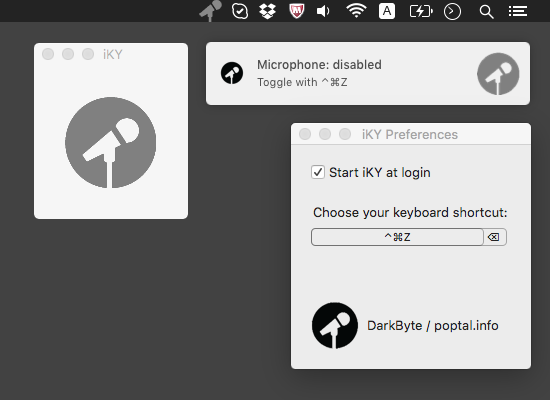 A
iKY
Microphone: disabled
Toggle with ^⌘Z
iKY Preferences
Start iKY at login
Choose your keyboard shortcut:
^⌘Z
DarkByte / poptal.info